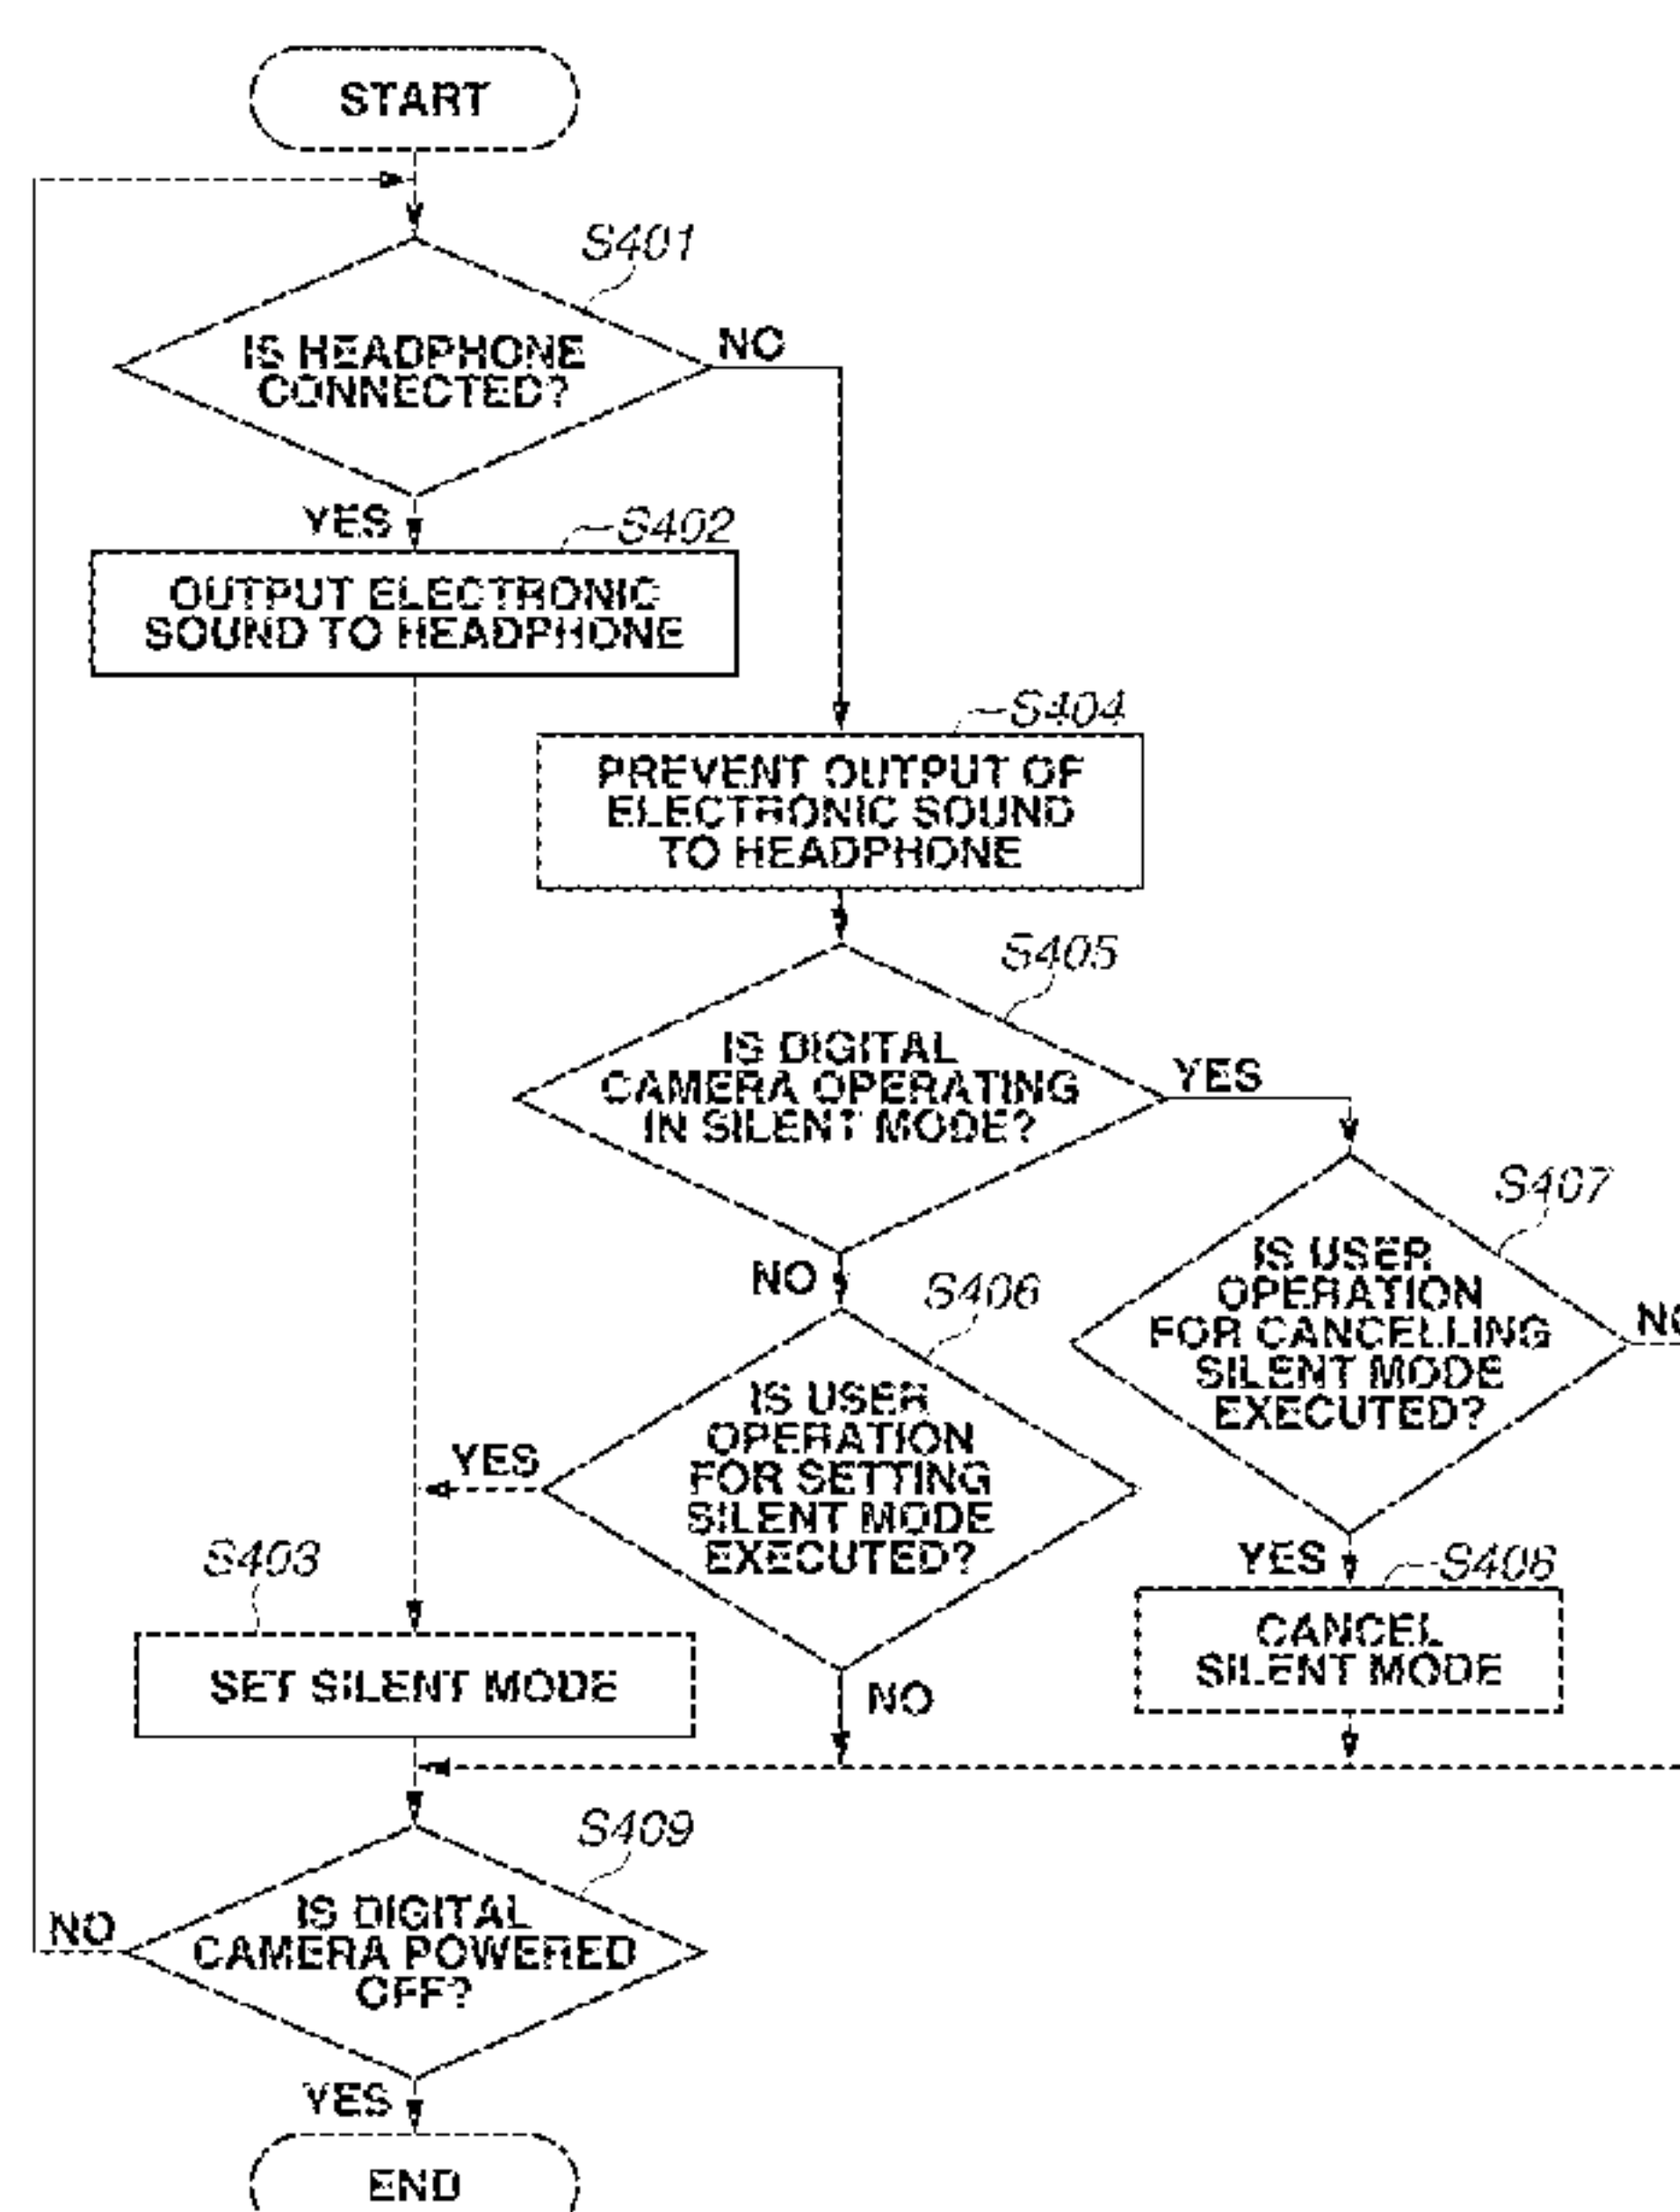 START
S401
IS HEADPHONE
CONNECTED?
NO
YES
S402
OUTPUT ELECTRONIC
SOUND TO HEADPHONE
S404
PREVENT OUTPUT OF
ELECTRONIC SOUND
TO HEADPHONE
S405
IS DIGITAL
CAMERA OPERATING
IN SILENT MODE?
YES
NO
S407
IS USER
OPERATION
FOR CANCELLING
SILENT MODE
EXECUTED?
NO
S406
IS USER
OPERATION
FOR SETTING
SILENT MODE
EXECUTED?
YES
NO
YES
S408
CANCEL
SILENT MODE
S403
SET SILENT MODE
S409
IS DIGITAL
CAMERA POWERED
OFF?
NO
YES
END